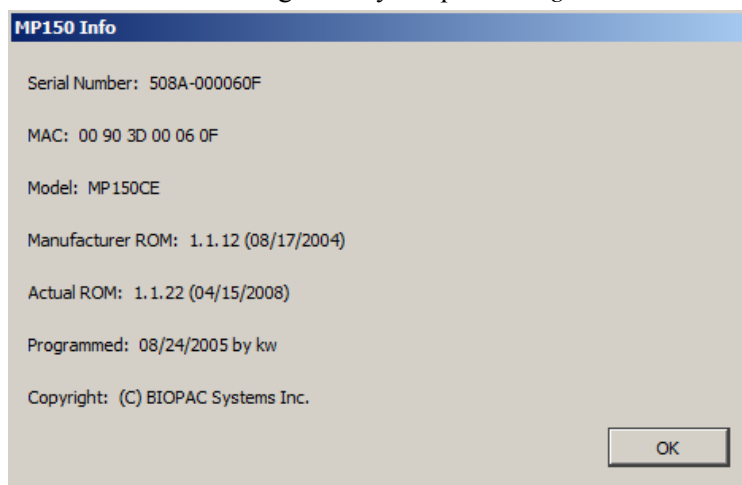 MP150 Info
Serial Number: 508A-000060F
MAC: 00 90 3D 00 06 0F
Model: MP150CE
Manufacturer ROM: 1.1.12 (08/17/2004)
Actual ROM: 1.1.22 (04/15/2008)
Programmed: 08/24/2005 by kw
Copyright: (C) BIOPAC Systems Inc.
OK